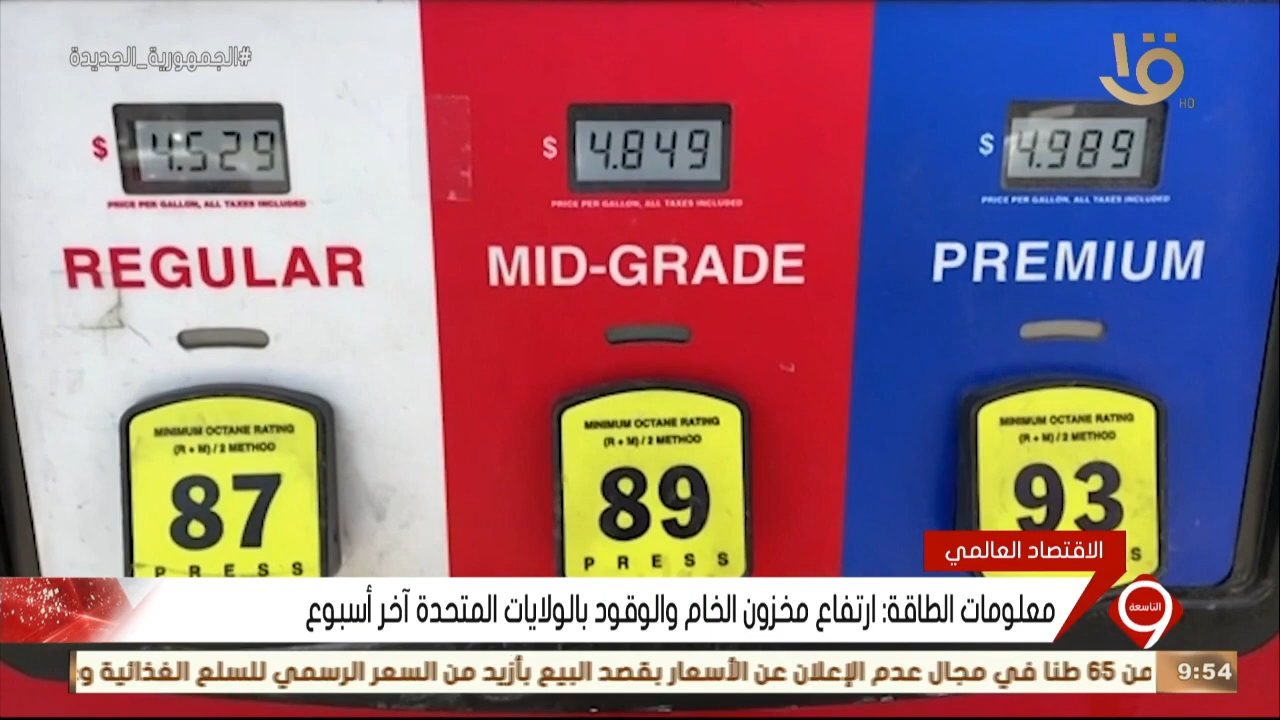 #الجمهورية_الجديدة
HD
$ 4.529
PRICE PER GALLON, ALL TAXES INCLUDED
REGULAR
MINIMUM OCTANE RATING
(R + M) / 2 METHOD
87
PRESS
$ 4.849
PRICE PER GALLON, ALL TAXES INCLUDED
MID-GRADE
MINIMUM OCTANE RATING
(R + M) / 2 METHOD
89
PRESS
$ 4.989
PRICE PER GALLON, ALL TAXES INCLUDED
PREMIUM
MINIMUM OCTANE RATING
(R + M) / 2 METHOD
93
الاقتصاد العالمي
التاسعة
معلومات الطاقة: ارتفاع مخزون الخام والوقود بالولايات المتحدة آخر أسبوع
9:54
من 65 طنا في مجال عدم الإعلان عن الأسعار بقصد البيع بأزيد من السعر الرسمي للسلع الغذائية